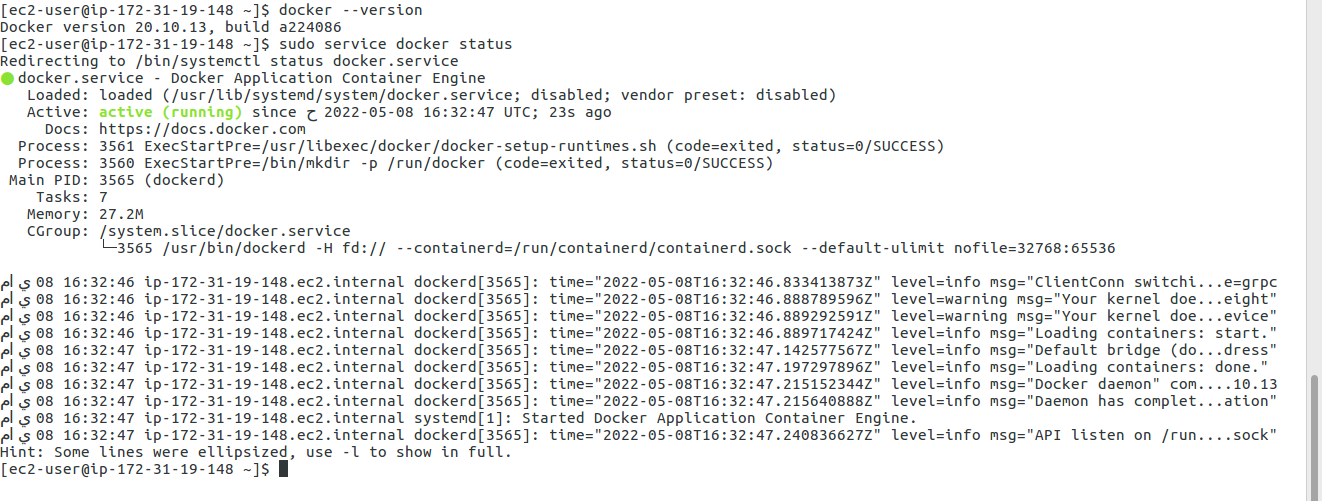 [ec2-user@ip-172-31-19-148 ~]$ docker --version
Docker version 20.10.13, build a224086
[ec2-user@ip-172-31-19-148 ~]$ sudo service docker status
Redirecting to /bin/systemctl status docker.service
● docker.service - Docker Application Container Engine
Loaded: loaded (/usr/lib/systemd/system/docker.service; disabled; vendor preset: disabled)
Active: active (running) since ح 2022-05-08 16:32:47 UTC; 23s ago
Docs: https://docs.docker.com
Process: 3561 ExecStartPre=/usr/libexec/docker/docker-setup-runtimes.sh (code=exited, status=0/SUCCESS)
Process: 3560 ExecStartPre=/bin/mkdir -p /run/docker (code=exited, status=0/SUCCESS)
Main PID: 3565 (dockerd)
Tasks: 7
Memory: 27.2M
CGroup: /system.slice/docker.service
└─3565 /usr/bin/dockerd -H fd:// --containerd=/run/containerd/containerd.sock --default-ulimit nofile=32768:65536
ي أم 08 16:32:46 ip-172-31-19-148.ec2.internal dockerd[3565]: time="2022-05-08T16:32:46.833413873Z" level=info msg="ClientConn switchi...e=grpc
ي أم 08 16:32:46 ip-172-31-19-148.ec2.internal dockerd[3565]: time="2022-05-08T16:32:46.888789596Z" level=warning msg="Your kernel doe...eight"
ي أم 08 16:32:46 ip-172-31-19-148.ec2.internal dockerd[3565]: time="2022-05-08T16:32:46.889292591Z" level=warning msg="Your kernel doe...evice"
ي أم 08 16:32:46 ip-172-31-19-148.ec2.internal dockerd[3565]: time="2022-05-08T16:32:46.889717424Z" level=info msg="Loading containers: start."
ي أم 08 16:32:47 ip-172-31-19-148.ec2.internal dockerd[3565]: time="2022-05-08T16:32:47.142577567Z" level=info msg="Default bridge (do...dress"
ي أم 08 16:32:47 ip-172-31-19-148.ec2.internal dockerd[3565]: time="2022-05-08T16:32:47.197297896Z" level=info msg="Loading containers: done."
ي أم 08 16:32:47 ip-172-31-19-148.ec2.internal dockerd[3565]: time="2022-05-08T16:32:47.215152344Z" level=info msg="Docker daemon" com....10.13
ي أم 08 16:32:47 ip-172-31-19-148.ec2.internal dockerd[3565]: time="2022-05-08T16:32:47.215640888Z" level=info msg="Daemon has complet...ation"
ي أم 08 16:32:47 ip-172-31-19-148.ec2.internal systemd[1]: Started Docker Application Container Engine.
ي أم 08 16:32:47 ip-172-31-19-148.ec2.internal dockerd[3565]: time="2022-05-08T16:32:47.240836627Z" level=info msg="API listen on /run....sock"
Hint: Some lines were ellipsized, use -l to show in full.
[ec2-user@ip-172-31-19-148 ~]$